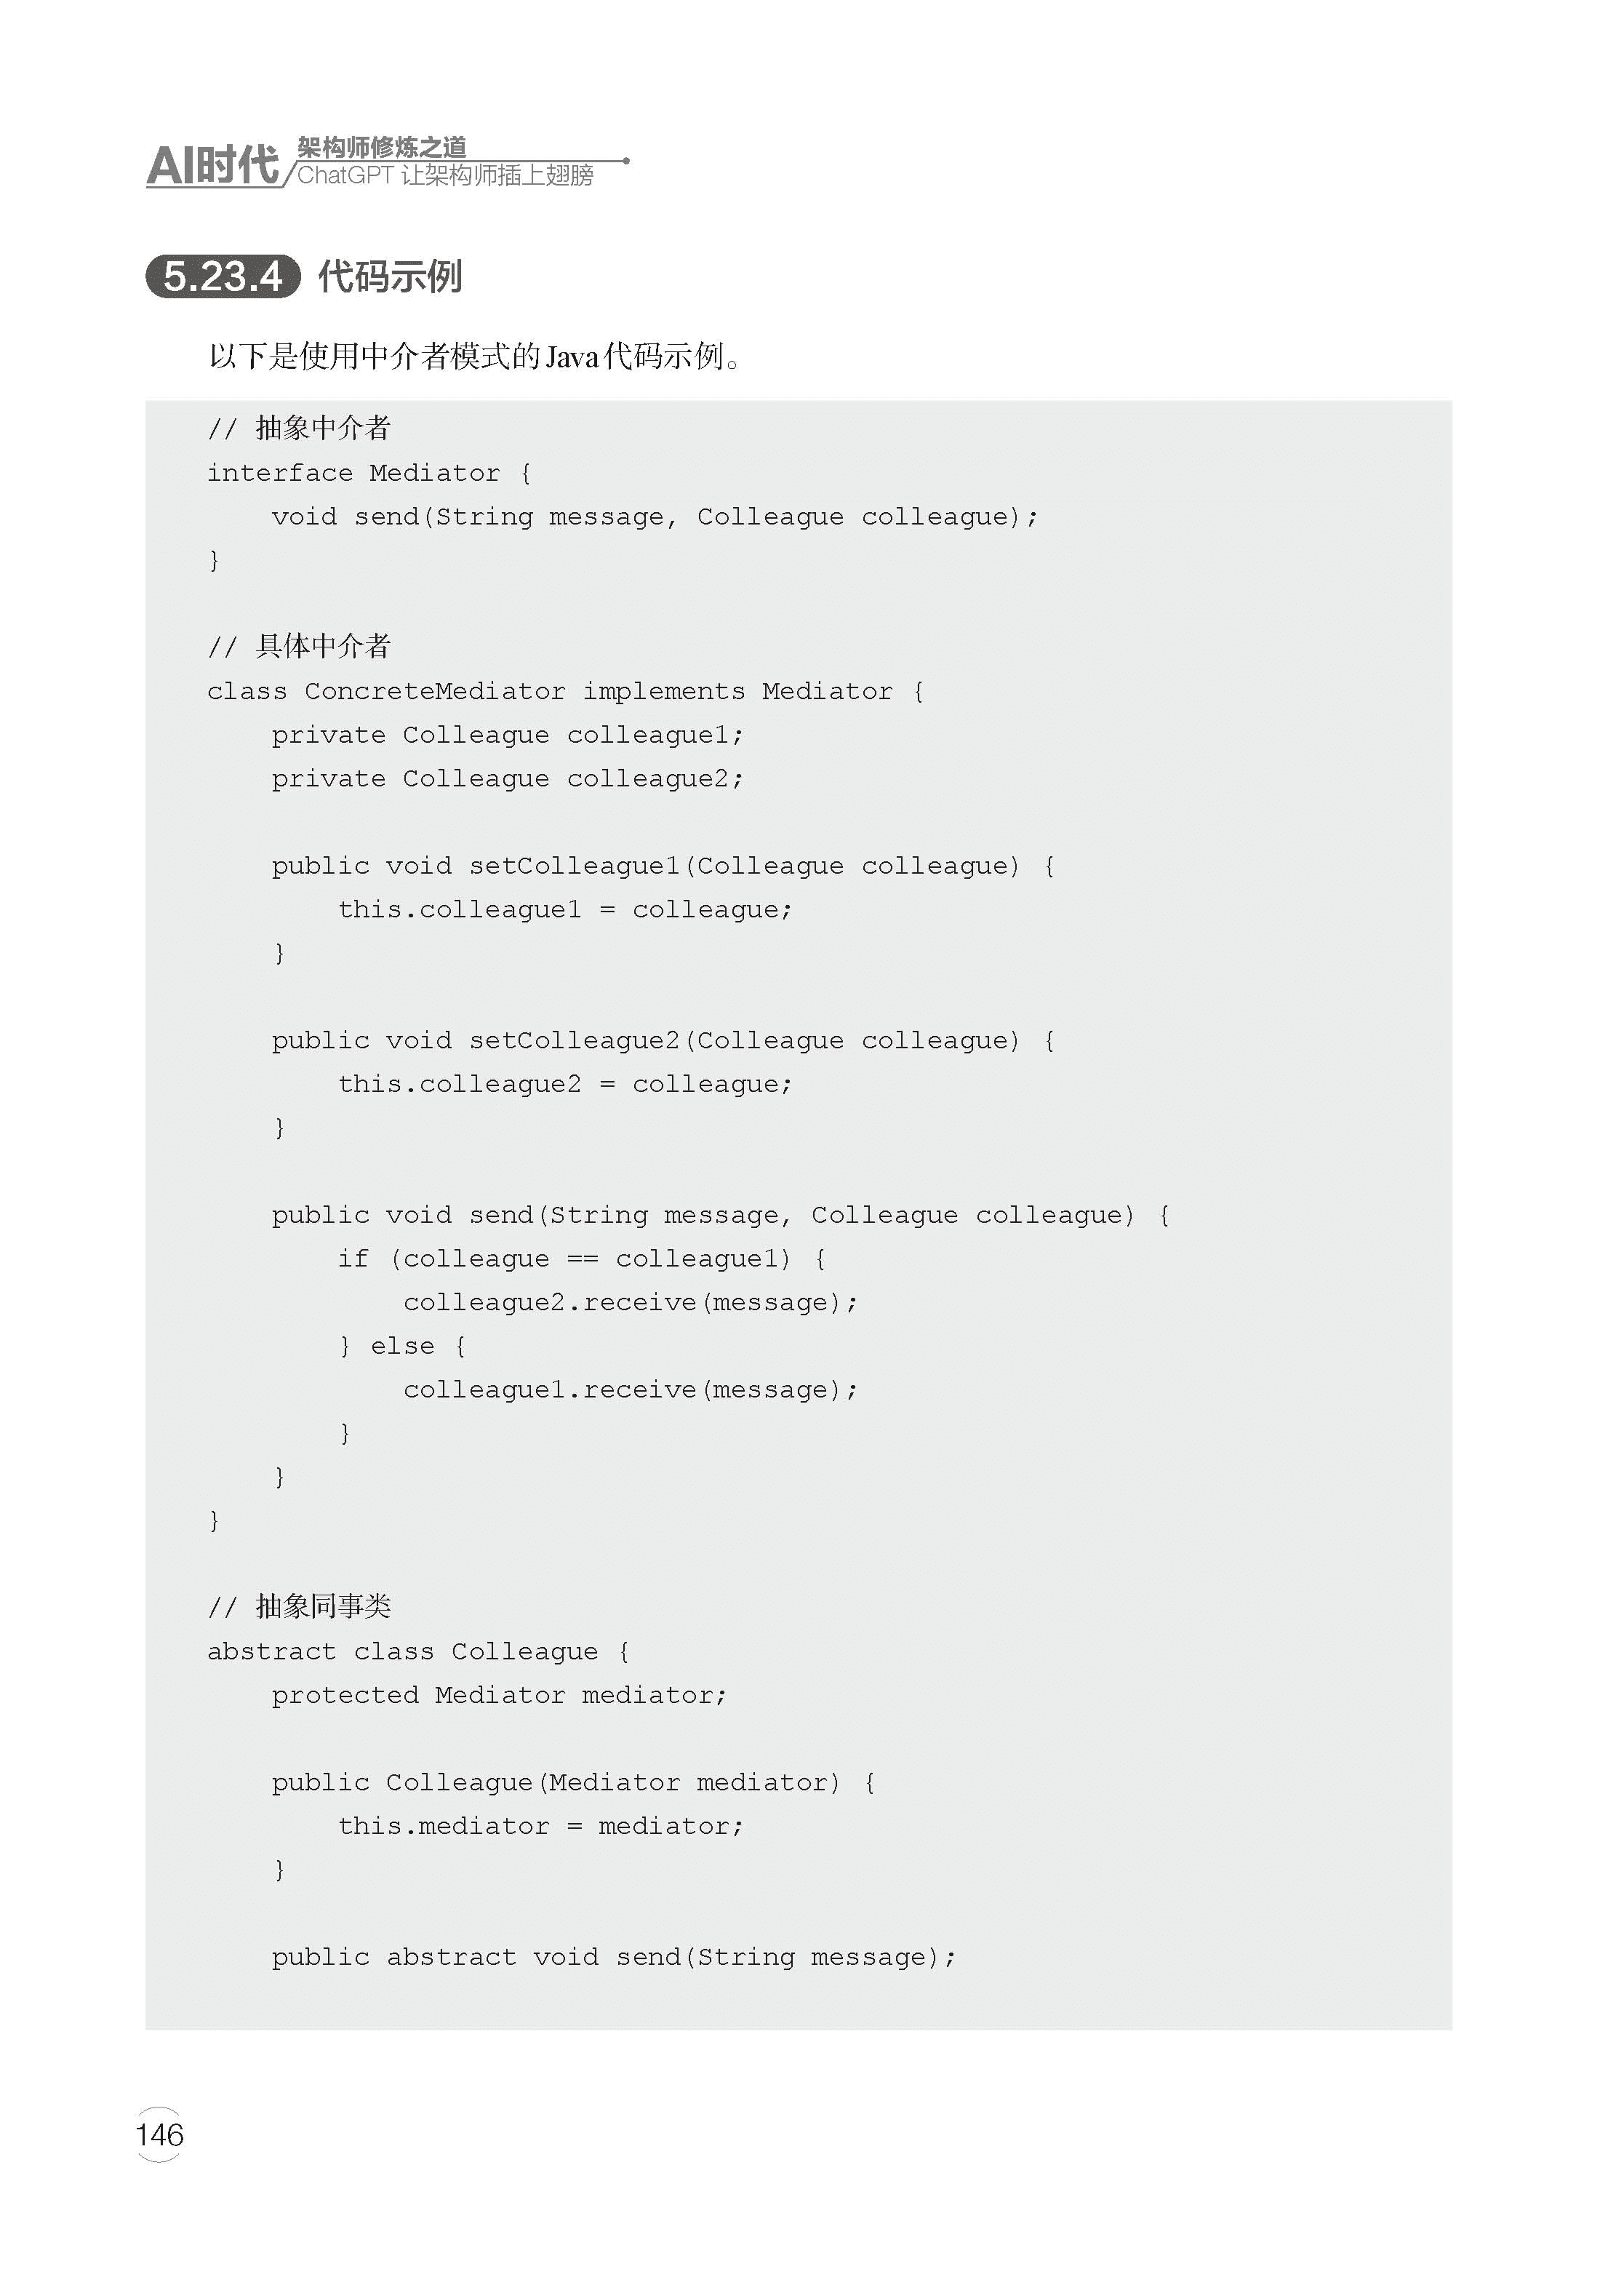 AI时代 架构师修炼之道
ChatGPT 让架构师插上翅膀
5.23.4 代码示例
以下是使用中介者模式的Java代码示例。
// 抽象中介者
interface Mediator {
    void send(String message, Colleague colleague);
}
// 具体中介者
class ConcreteMediator implements Mediator {
    private Colleague colleague1;
    private Colleague colleague2;
    public void setColleague1(Colleague colleague) {
        this.colleague1 = colleague;
    }
    public void setColleague2(Colleague colleague) {
        this.colleague2 = colleague;
    }
    public void send(String message, Colleague colleague) {
        if (colleague == colleague1) {
            colleague2.receive(message);
        } else {
            colleague1.receive(message);
        }
    }
}
// 抽象同事类
abstract class Colleague {
    protected Mediator mediator;
    public Colleague(Mediator mediator) {
        this.mediator = mediator;
    }
    public abstract void send(String message);
146